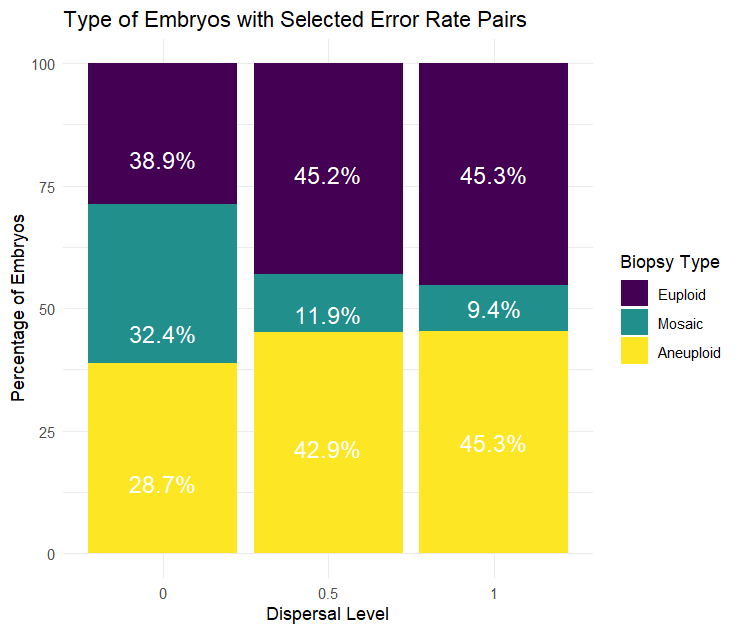 Type of Embryos with Selected Error Rate Pairs
100
75
50
25
0
Percentage of Embryos
38.9%
45.2%
45.3%
32.4%
11.9%
9.4%
28.7%
42.9%
45.3%
0
0.5
1
Dispersal Level
Biopsy Type
Euploid
Mosaic
Aneuploid